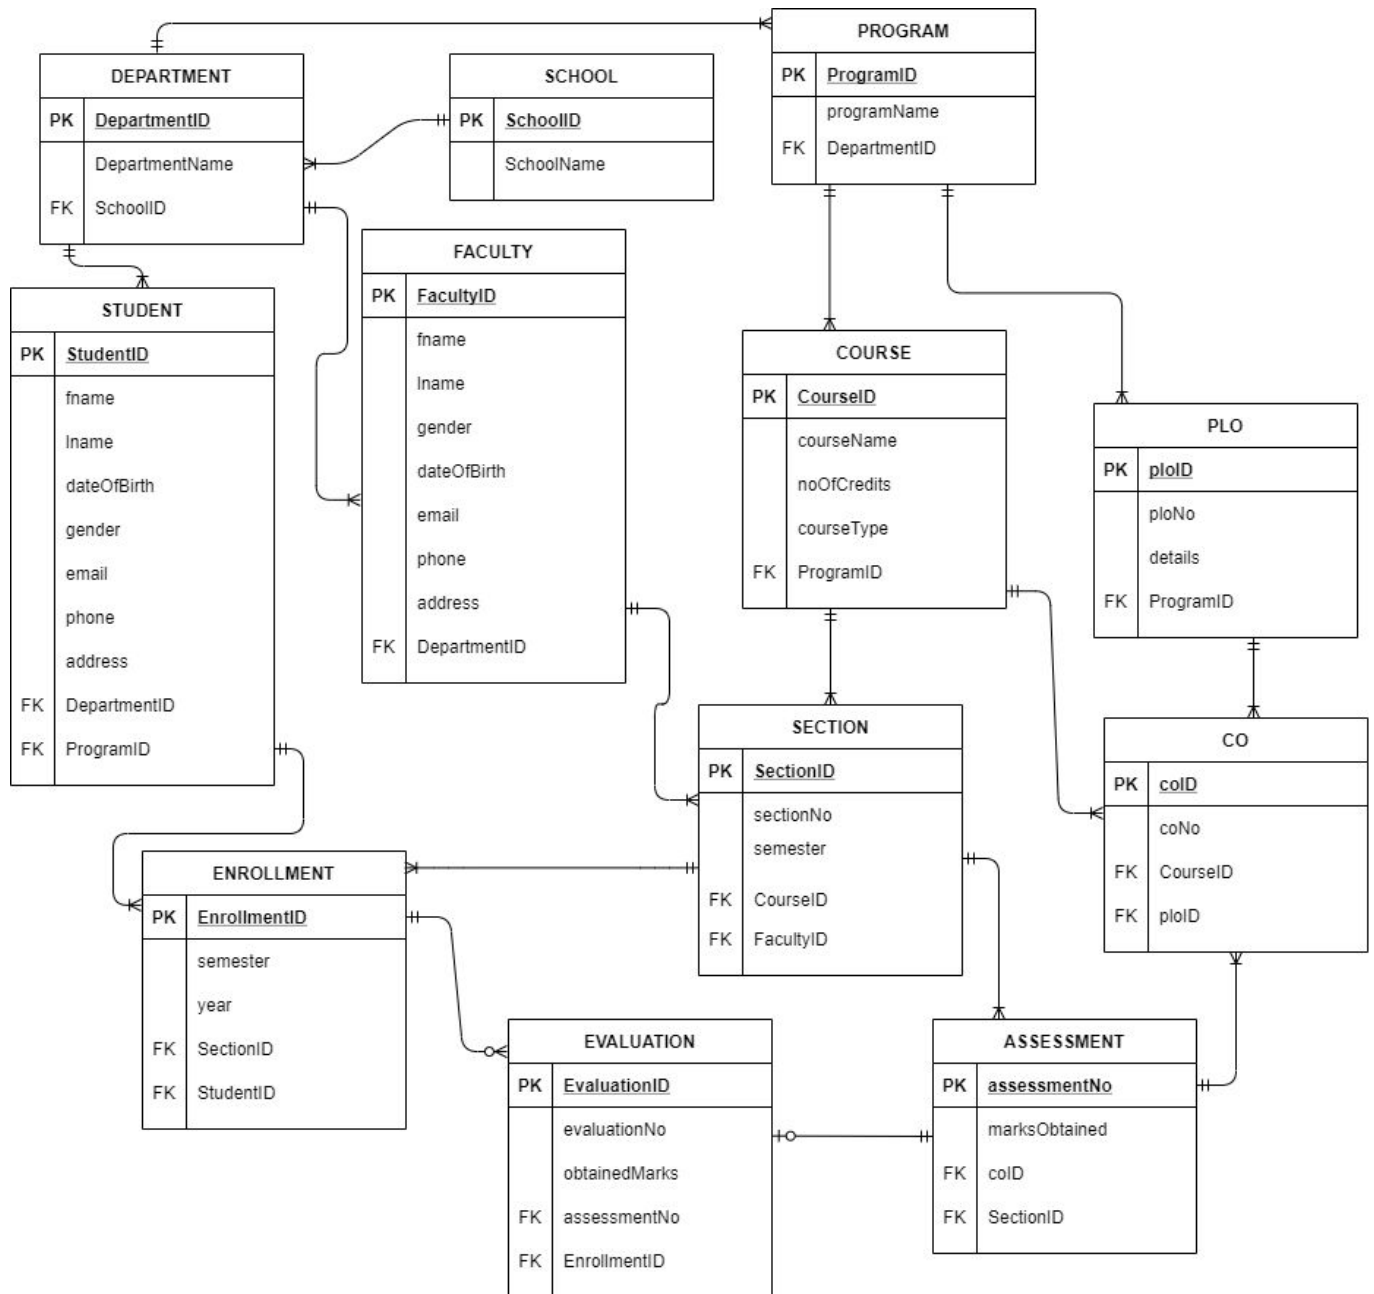 PROGRAM
PK ProgramID
programName
FK DepartmentID
DEPARTMENT
PK DepartmentID
DepartmentName
FK SchoolID
SCHOOL
PK SchoolID
SchoolName
FACULTY
PK FacultyID
fname
lname
gender
dateOfBirth
email
phone
address
FK DepartmentID
STUDENT
PK StudentID
fname
lname
dateOfBirth
gender
email
phone
address
FK DepartmentID
FK ProgramID
COURSE
PK CourseID
courseName
noOfCredits
courseType
FK ProgramID
PLO
PK ploID
ploNo
details
FK ProgramID
SECTION
PK SectionID
sectionNo
semester
FK CourseID
FK FacultyID
CO
PK coID
coNo
FK CourseID
FK ploID
ENROLLMENT
PK EnrollmentID
semester
year
FK SectionID
FK StudentID
EVALUATION
PK EvaluationID
evaluationNo
obtainedMarks
FK assessmentNo
FK EnrollmentID
ASSESSMENT
PK assessmentNo
marksObtained
FK coID
FK SectionID